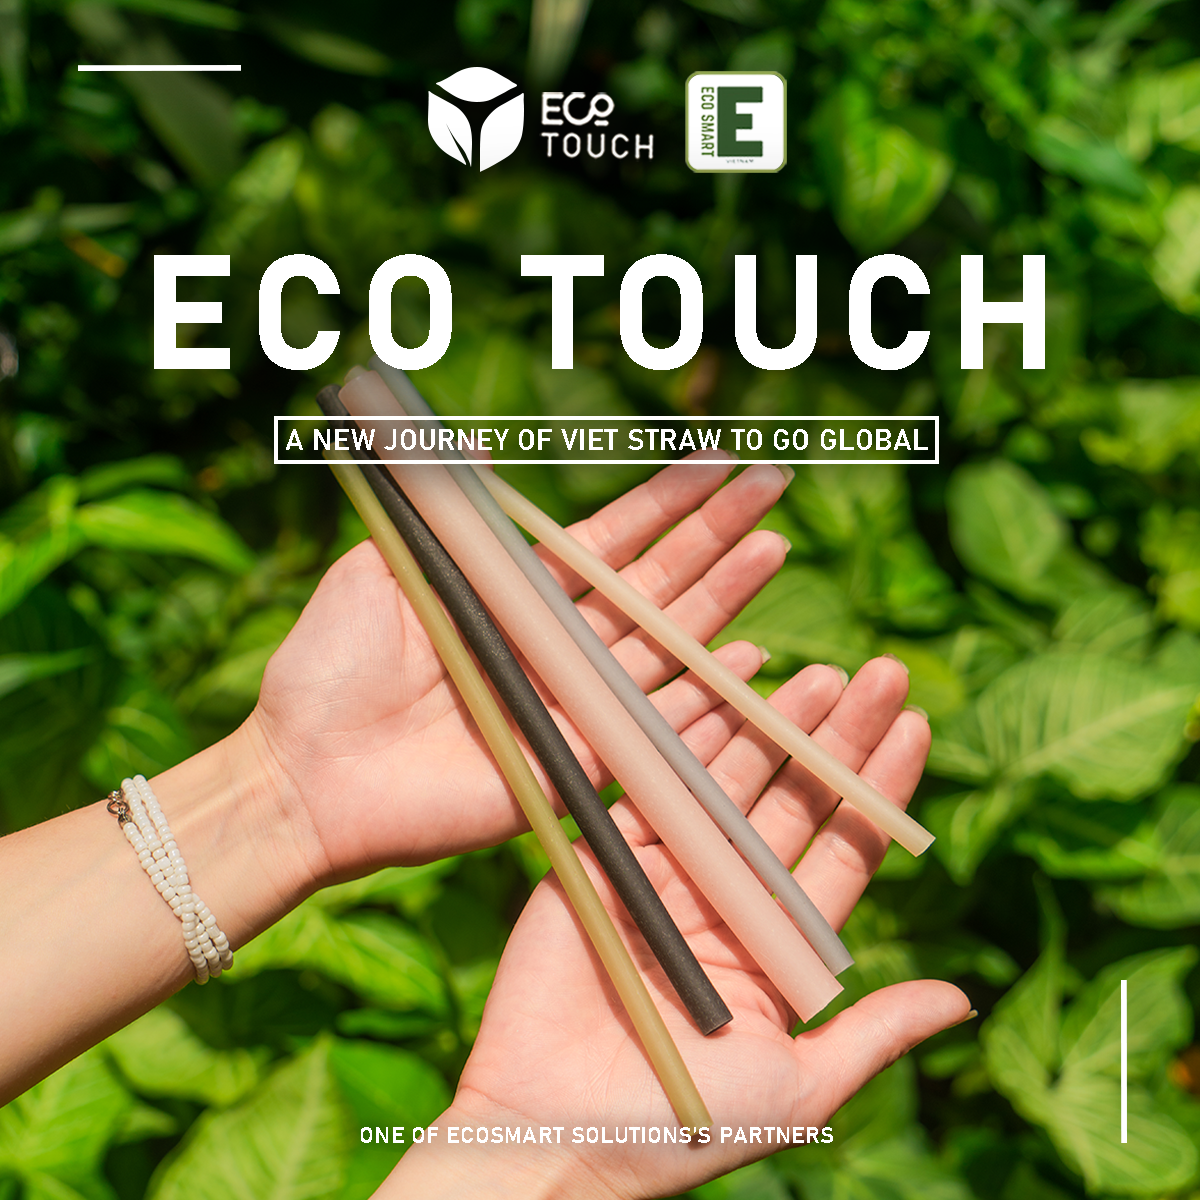 ECO
TOUCH
ECO SMART
E
VIETNAM
ECO TOUCH
A NEW JOURNEY OF VIET STRAW TO GO GLOBAL
ONE OF ECOSMART SOLUTIONS'S PARTNERS